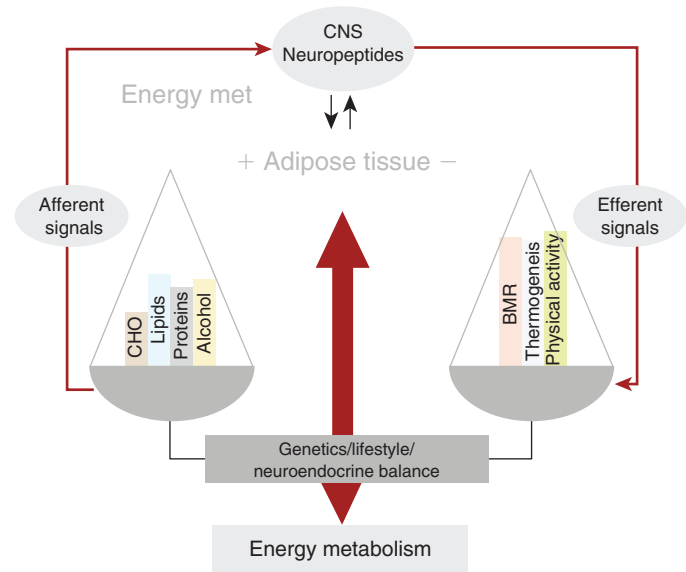 CNS
Neuropeptides
Energy met
+ Adipose tissue −
Afferent
signals
Efferent
signals
CHO
Lipids
Proteins
Alcohol
BMR
Thermogeneis
Physical activity
Genetics/lifestyle/
neuroendocrine balance
Energy metabolism